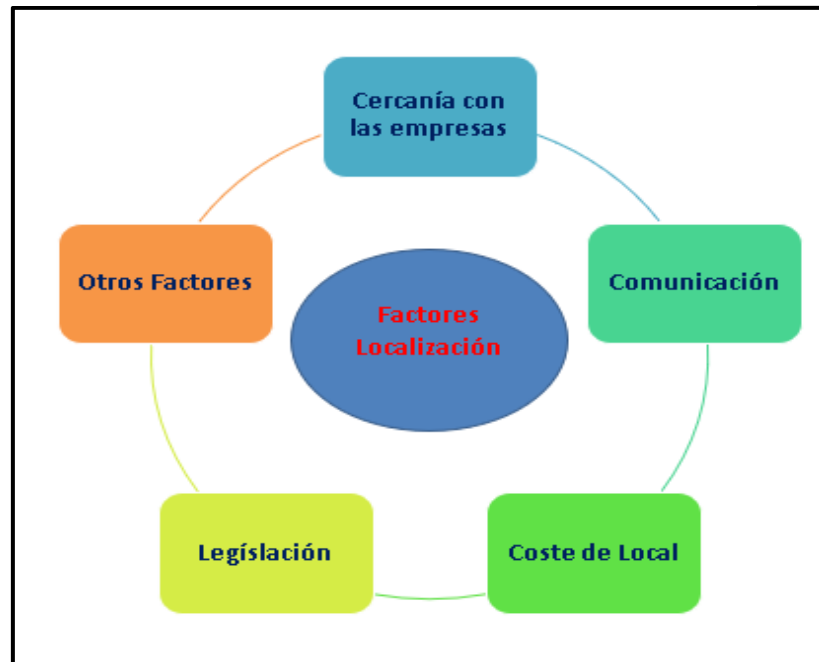 Cercanía con
las empresas
Otros Factores
Comunicación
Factores
Localización
Legíslación
Coste de Local